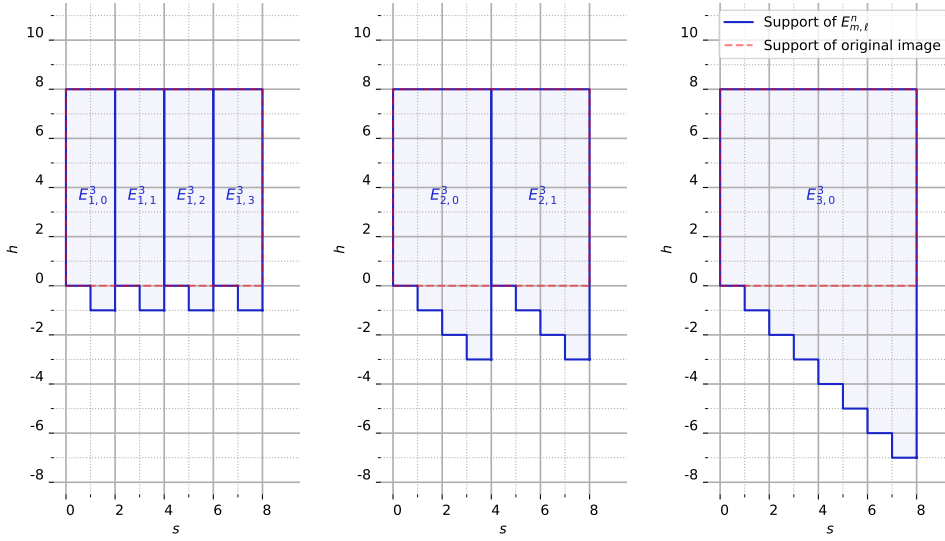 10
8
6
4
2
0
-2
-4
-6
-8
h
0 2 4 6 8
s
E^3_{1,0} E^3_{1,1} E^3_{1,2} E^3_{1,3}
10
8
6
4
2
0
-2
-4
-6
-8
h
0 2 4 6 8
s
E^3_{2,0} E^3_{2,1}
Support of E^n_{m,ℓ}
Support of original image
10
8
6
4
2
0
-2
-4
-6
-8
h
0 2 4 6 8
s
E^3_{3,0}